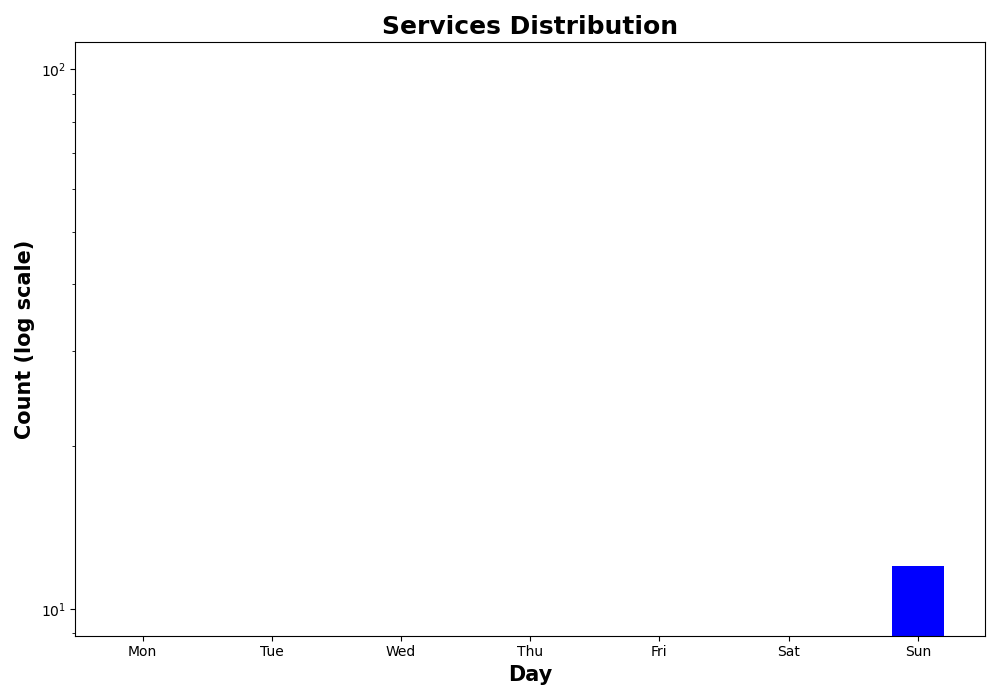 Services Distribution
10²
Count (log scale)
10¹
Mon Tue Wed Thu Fri Sat Sun
Day